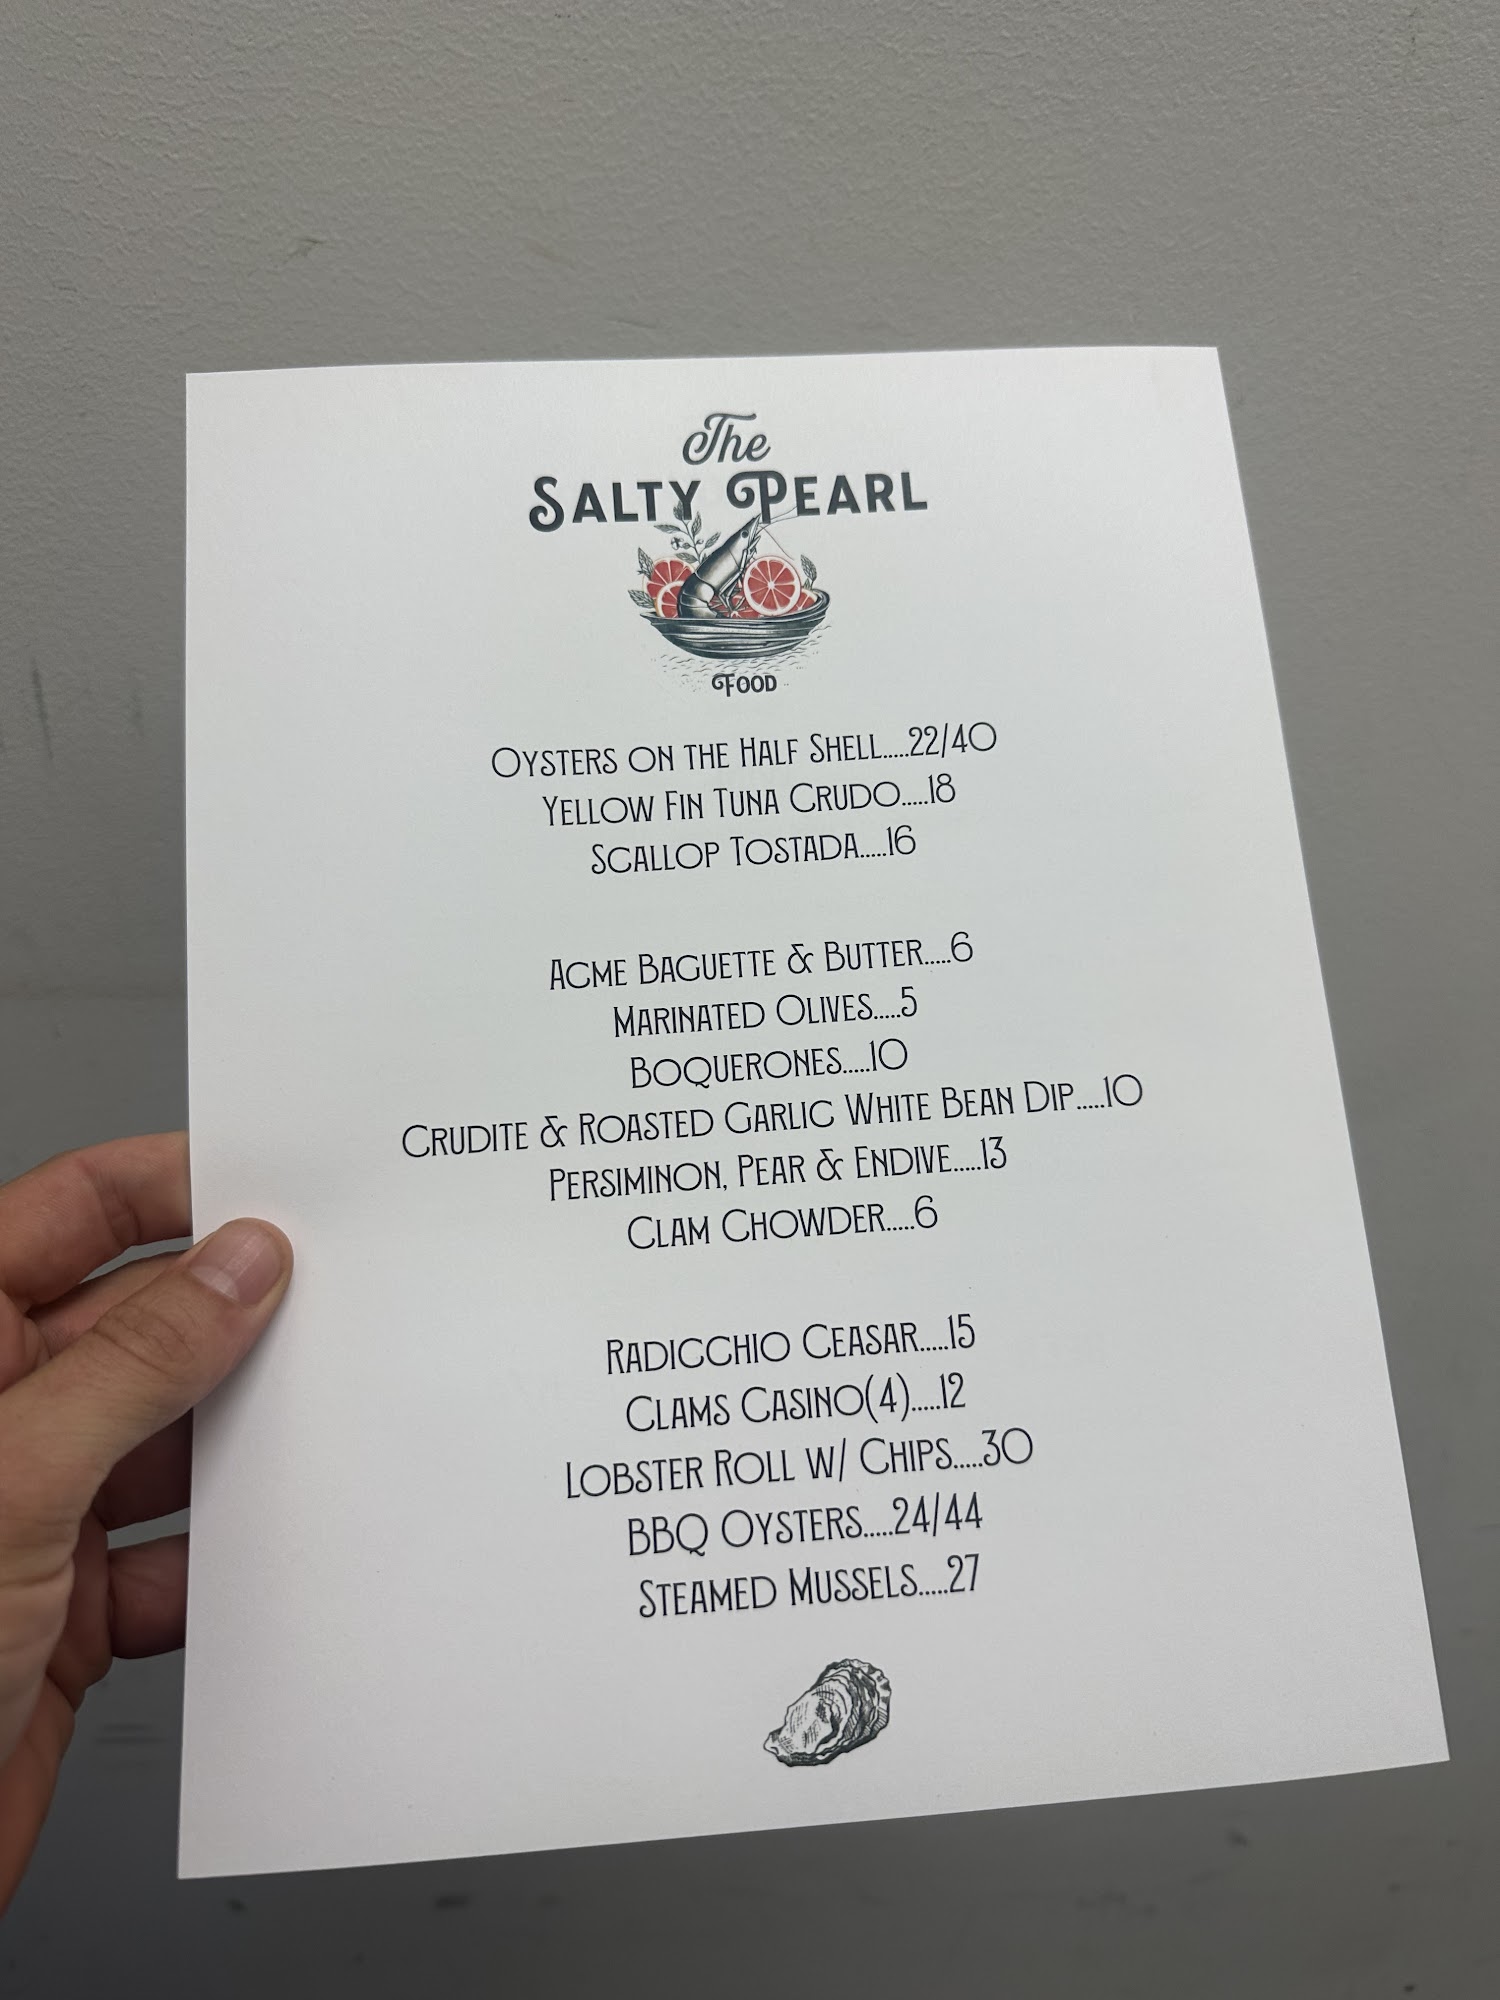 The
Salty Pearl
Food
Oysters on the Half Shell.....22/40
Yellow Fin Tuna Crudo.....18
Scallop Tostada.....16
Acme Baguette & Butter.....6
Marinated Olives.....5
Boquerones.....10
Crudite & Roasted Garlic White Bean Dip.....10
Persiminon, Pear & Endive.....13
Clam Chowder.....6
Radicchio Ceasar.....15
Clams Casino(4).....12
Lobster Roll w/ Chips.....30
BBQ Oysters.....24/44
Steamed Mussels.....27